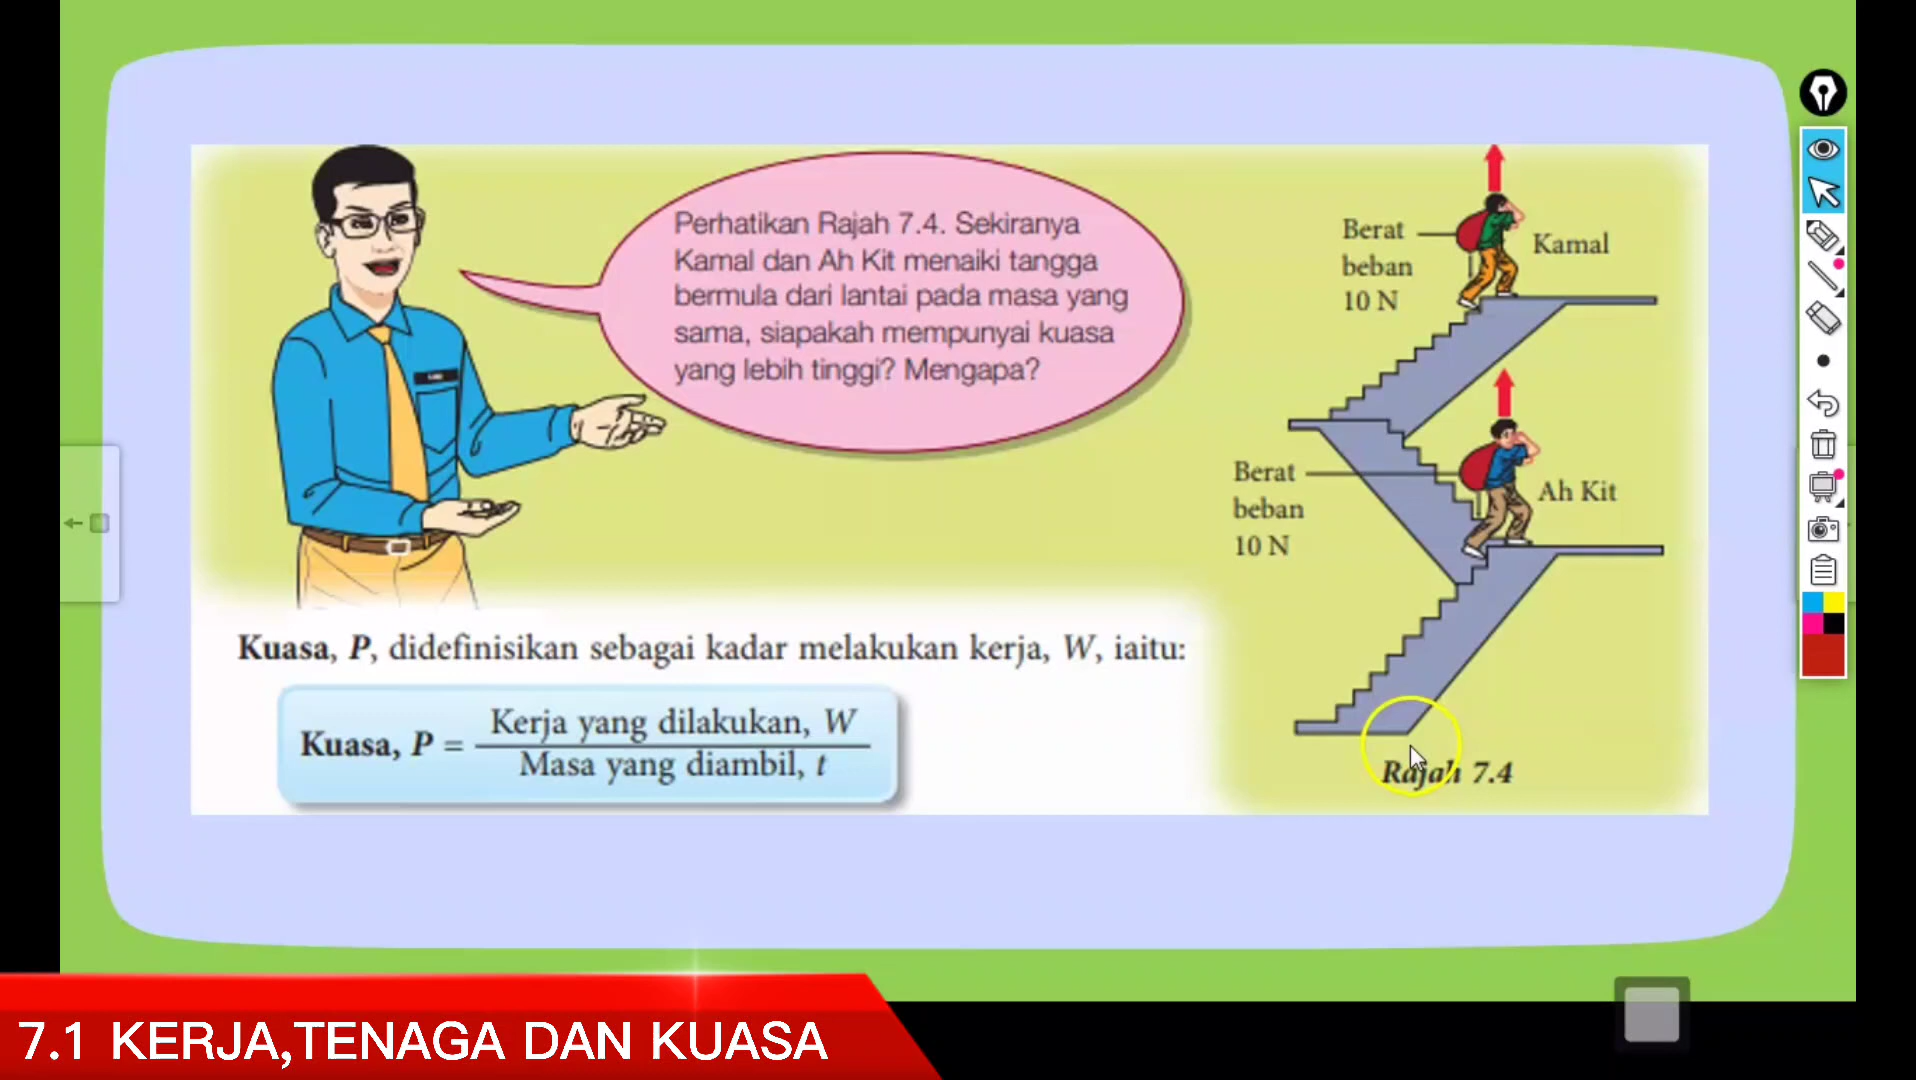 Perhatikan Rajah 7.4. Sekiranya
Kamal dan Ah Kit menaiki tangga
bermula dari lantai pada masa yang
sama, siapakah mempunyai kuasa
yang lebih tinggi? Mengapa?
Berat
beban
10 N
Kamal
Berat
beban
10 N
Ah Kit
Rajah 7.4
Kuasa, P, didefinisikan sebagai kadar melakukan kerja, W, iaitu:
Kuasa, P = Kerja yang dilakukan, W
Masa yang diambil, t
7.1 KERJA,TENAGA DAN KUASA